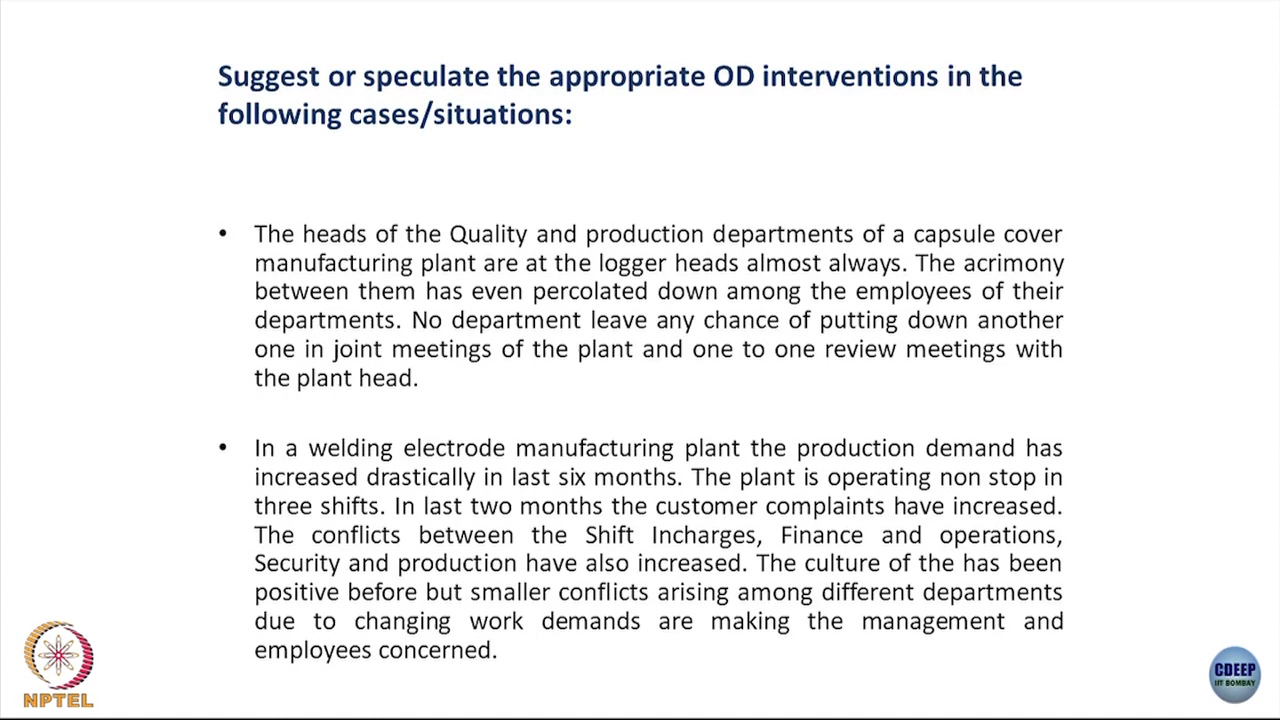 Suggest or speculate the appropriate OD interventions in the
following cases/situations:
• The heads of the Quality and production departments of a capsule cover
manufacturing plant are at the logger heads almost always. The acrimony
between them has even percolated down among the employees of their
departments. No department leave any chance of putting down another
one in joint meetings of the plant and one to one review meetings with
the plant head.
• In a welding electrode manufacturing plant the production demand has
increased drastically in last six months. The plant is operating non stop in
three shifts. In last two months the customer complaints have increased.
The conflicts between the Shift Incharges, Finance and operations,
Security and production have also increased. The culture of the has been
positive before but smaller conflicts arising among different departments
due to changing work demands are making the management and
employees concerned.
NPTEL
CDEEP
IIT BOMBAY